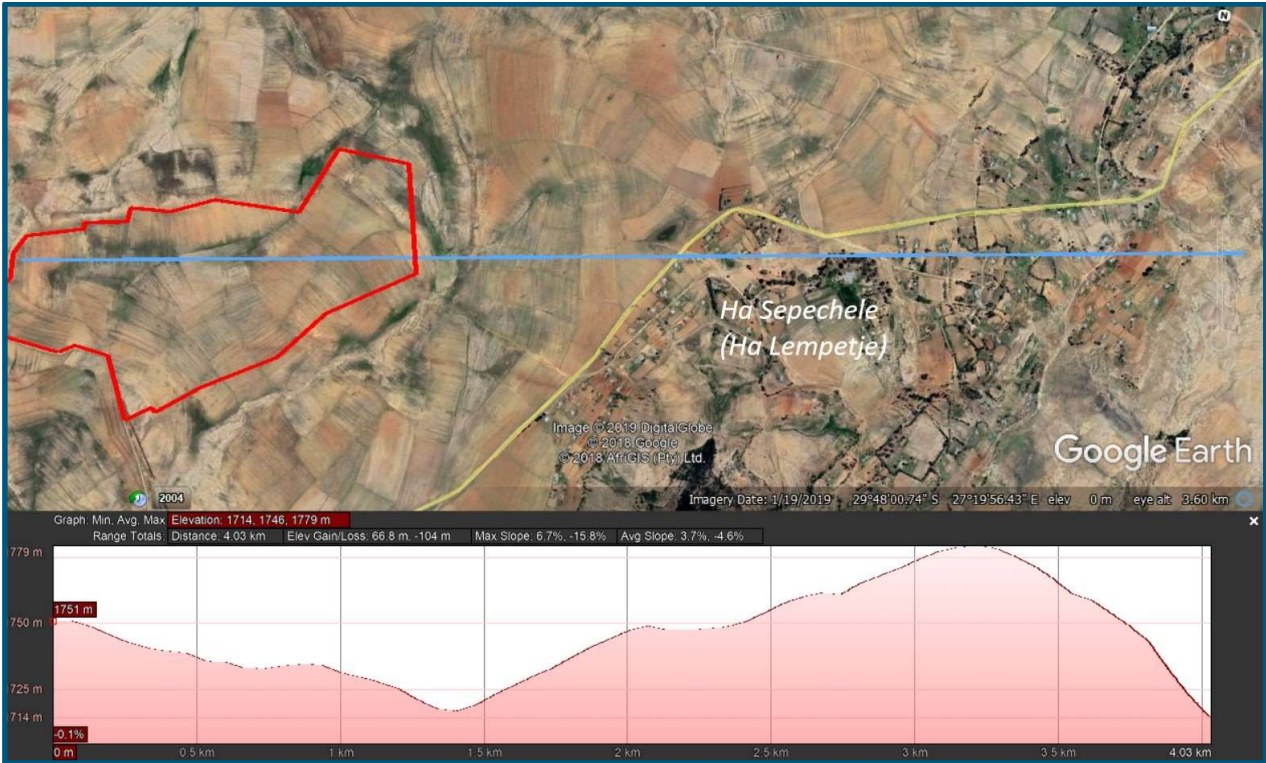 N
Ha Sepechele
(Ha Lempetje)
Image © 2019 DigitalGlobe
© 2018 Google
© 2018 AfriGIS (Pty) Ltd.
Google Earth
2004
Imagery Date: 1/19/2019 29°48'00.74" S 27°19'56.43" E elev 0 m eye alt 3.60 km
Graph: Min, Avg, Max Elevation: 1714, 1746, 1779 m
Range Totals: Distance: 4.03 km Elev Gain/Loss: 66.8 m, -104 m Max Slope: 6.7%, -15.8% Avg Slope: 3.7%, -4.6%
1779 m
1751 m
1750 m
1725 m
1714 m
-0.1%
0 m 0.5 km 1 km 1.5 km 2 km 2.5 km 3 km 3.5 km 4.03 km